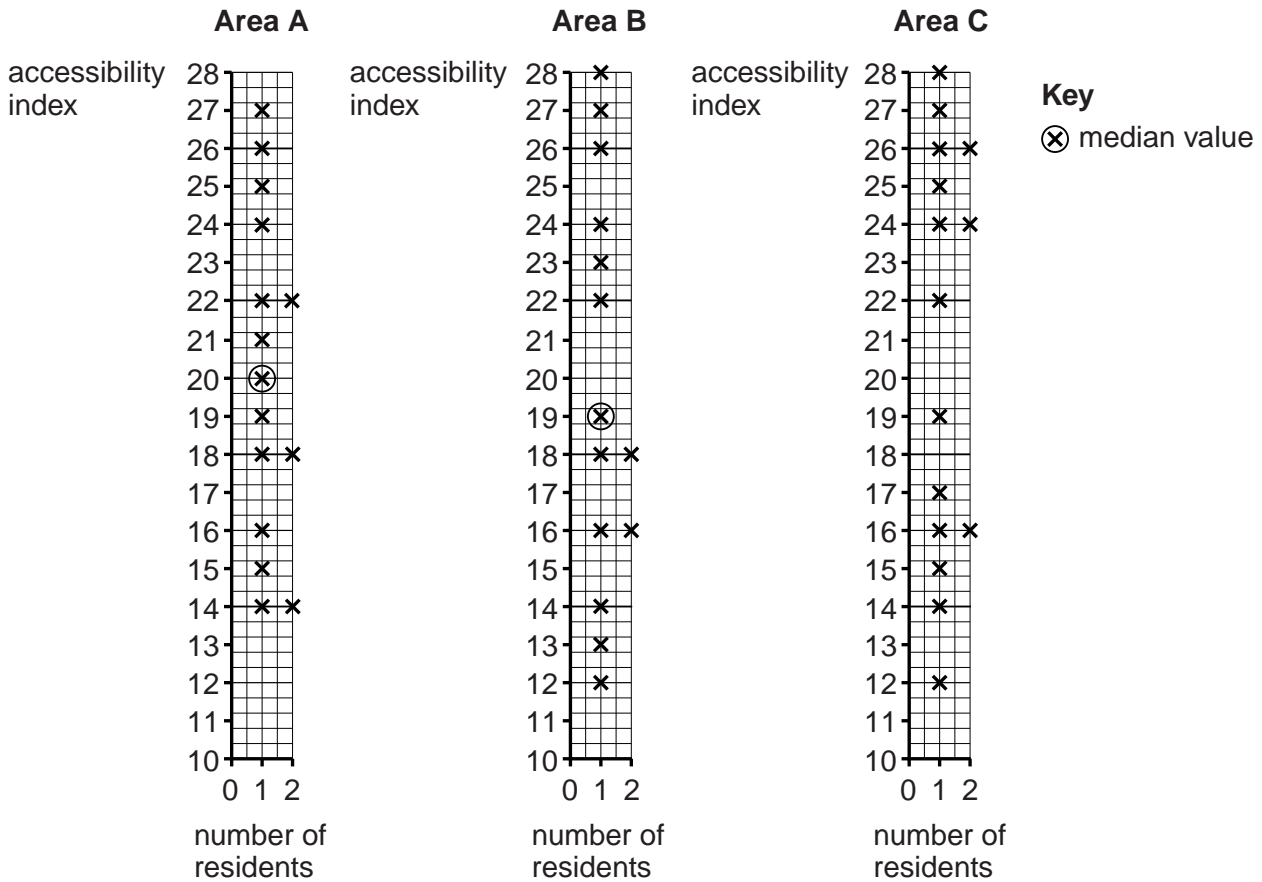 Area A
Area B
Area C
accessibility
index
28
27
26
25
24
23
22
21
20
19
18
17
16
15
14
13
12
11
10
0 1 2
number of
residents
accessibility
index
28
27
26
25
24
23
22
21
20
19
18
17
16
15
14
13
12
11
10
0 1 2
number of
residents
accessibility
index
28
27
26
25
24
23
22
21
20
19
18
17
16
15
14
13
12
11
10
0 1 2
number of
residents
Key
median value